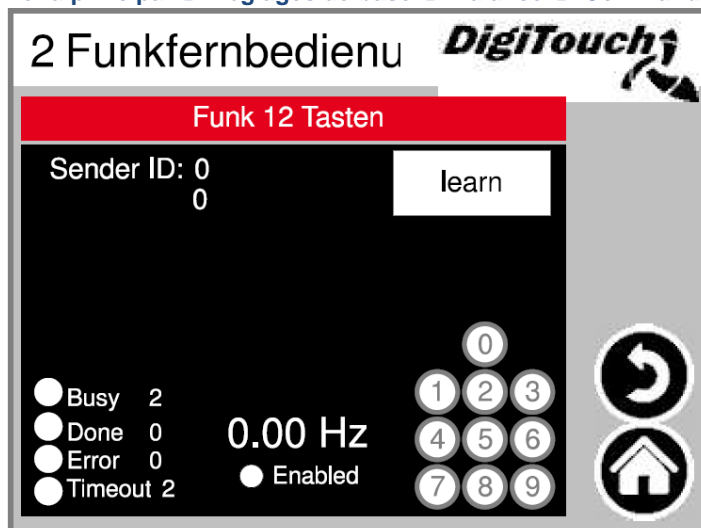 2 Funkfernbedienu
DigiTouch
Funk 12 Tasten
Sender ID: 0
0
learn
0
1 2 3
4 5 6
7 8 9
Busy 2
Done 0
Error 0
Timeout 2
0.00 Hz
Enabled